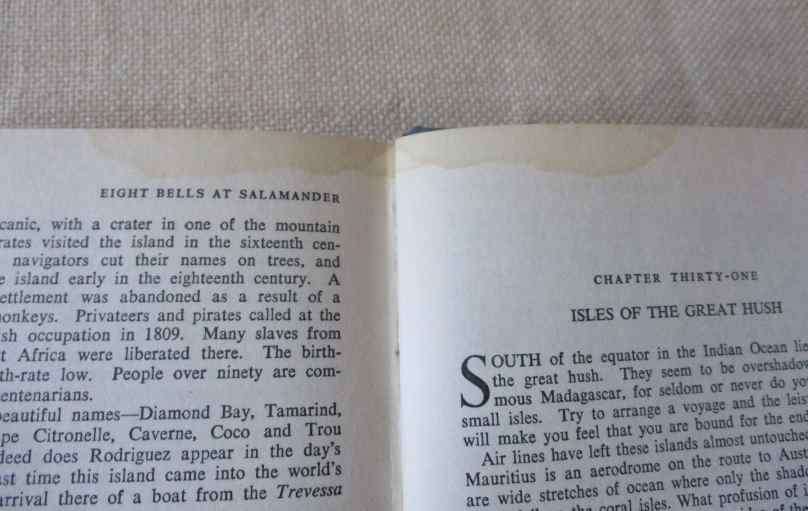 EIGHT BELLS AT SALAMANDER
canic, with a crater in one of the mountain
rates visited the island in the sixteenth cen-
navigators cut their names on trees, and
e island early in the eighteenth century. A
ettlement was abandoned as a result of a
onkeys. Privateers and pirates called at the
sh occupation in 1809. Many slaves from
t Africa were liberated there. The birth-
th-rate low. People over ninety are com-
entenarians.
beautiful names—Diamond Bay, Tamarind,
pe Citronelle, Caverne, Coco and Trou
deed does Rodriguez appear in the day's
st time this island came into the world's
arrival there of a boat from the Trevessa
CHAPTER THIRTY-ONE
ISLES OF THE GREAT HUSH
SOUTH of the equator in the Indian Ocean lie
the great hush. They seem to be overshadow
mous Madagascar, for seldom or never do yo
small isles. Try to arrange a voyage and the leis
will make you feel that you are bound for the end
Air lines have left these islands almost untouche
Mauritius is an aerodrome on the route to Aust
are wide stretches of ocean where only the shad
the coral isles. What profusion of i